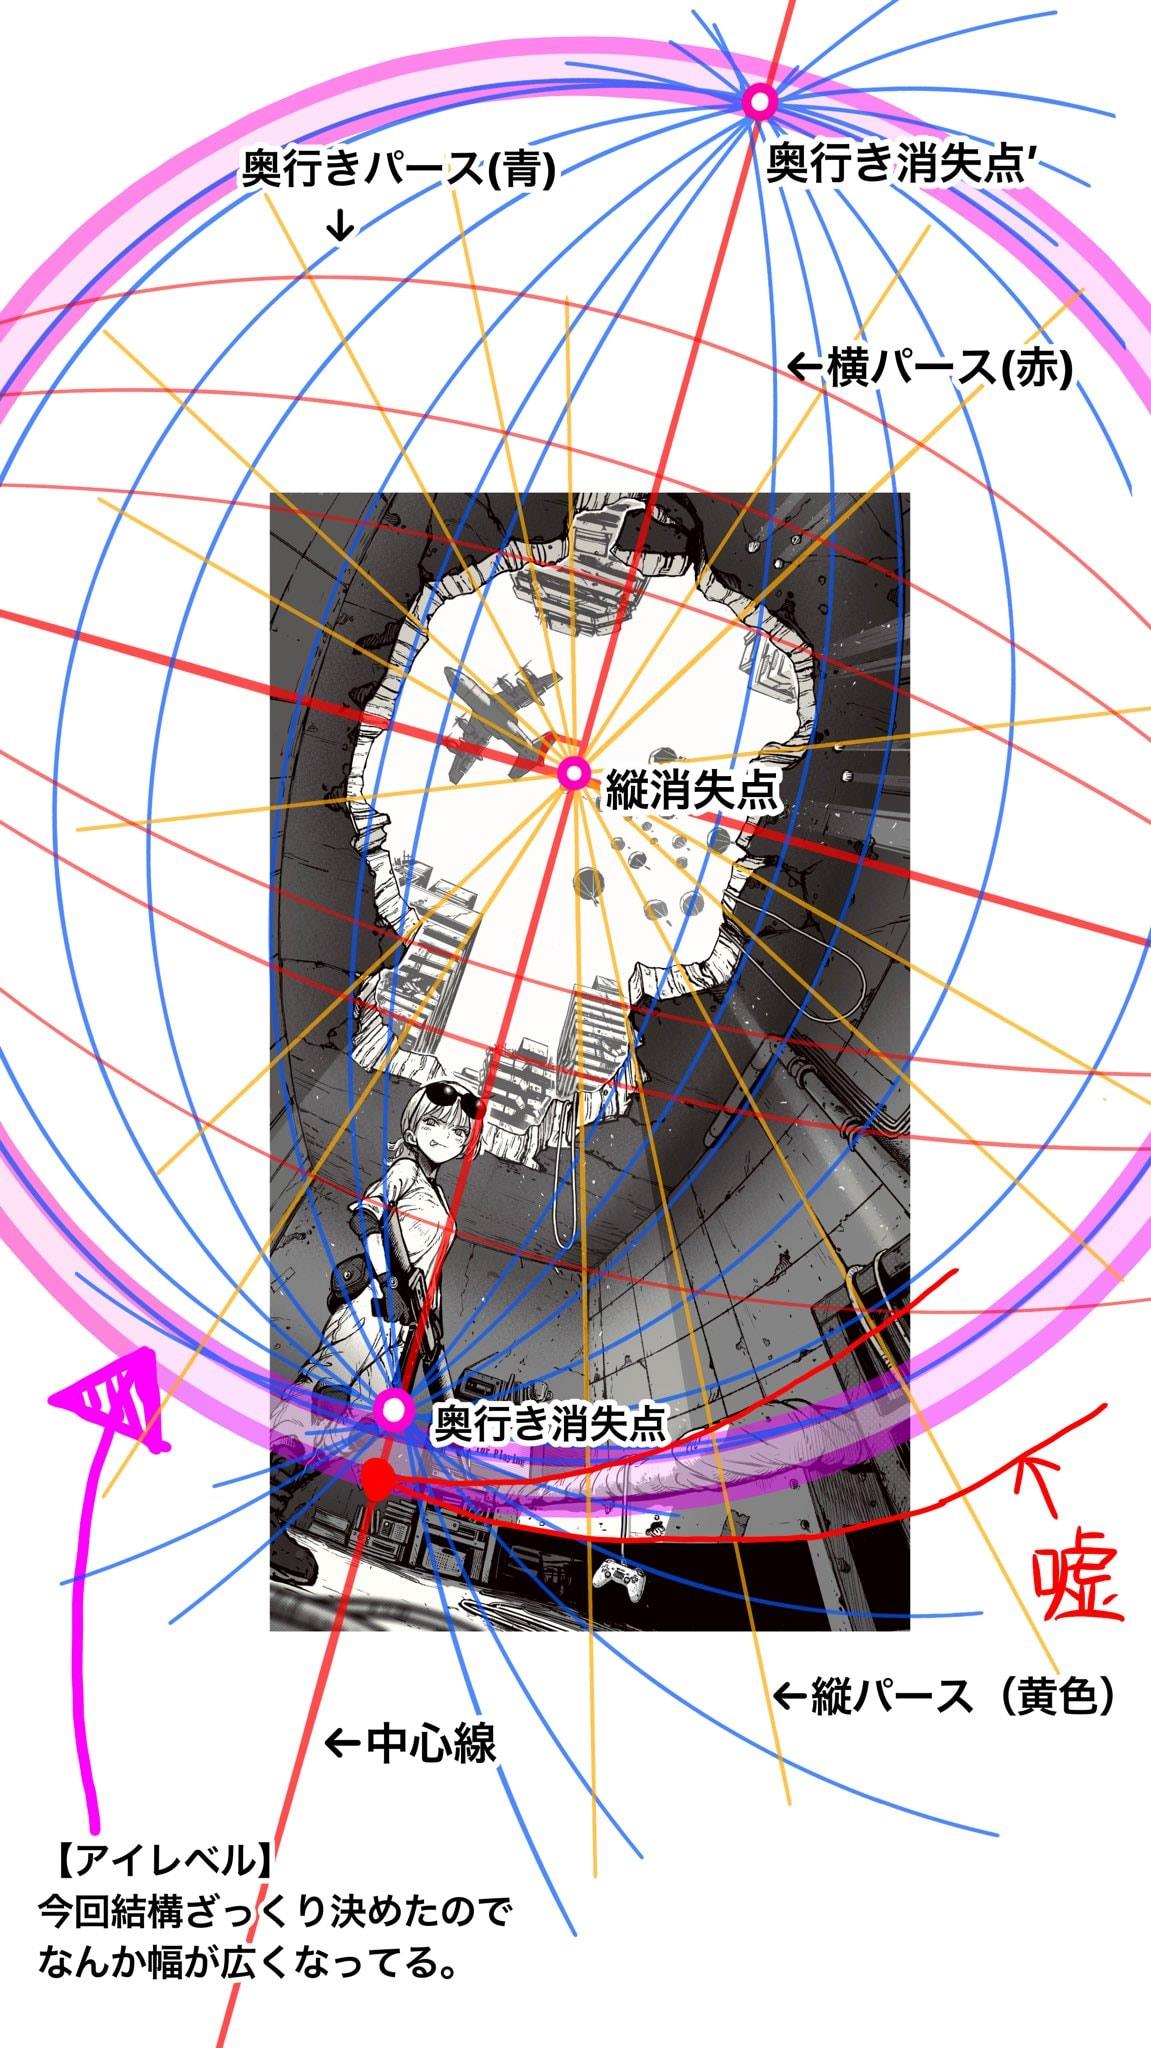 奥行き消失点′
奥行きパース(青)
↓
←横パース(赤)
縦消失点
奥行き消失点
for Playing
嘘
←縦パース（黄色）
←中心線
【アイレベル】
今回結構ざっくり決めたので
なんか幅が広くなってる。